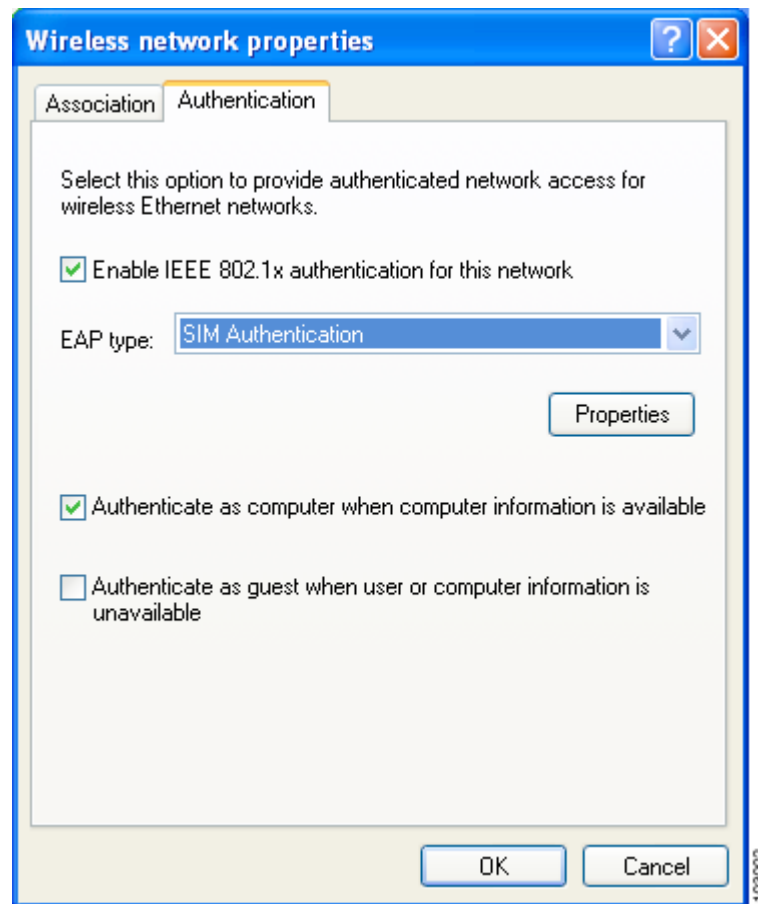 Wireless network properties
Association
Authentication
Select this option to provide authenticated network access for
wireless Ethernet networks.
Enable IEEE 802.1x authentication for this network
EAP type:
SIM Authentication
Properties
Authenticate as computer when computer information is available
Authenticate as guest when user or computer information is
unavailable
OK
Cancel